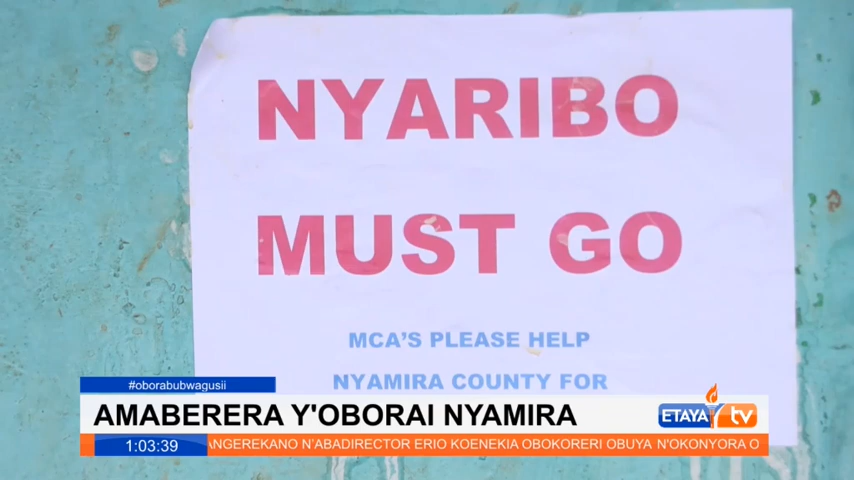 NYARIBO
MUST GO
MCA'S PLEASE HELP
NYAMIRA COUNTY FOR
#oborabubwagusii
AMABERERA Y'OBORAI NYAMIRA
ETAYA tv
1:03:39
ANGEREKANO N'ABADIRECTOR ERIO KOENEKIA OBOKORERI OBUYA N'OKONYORA O